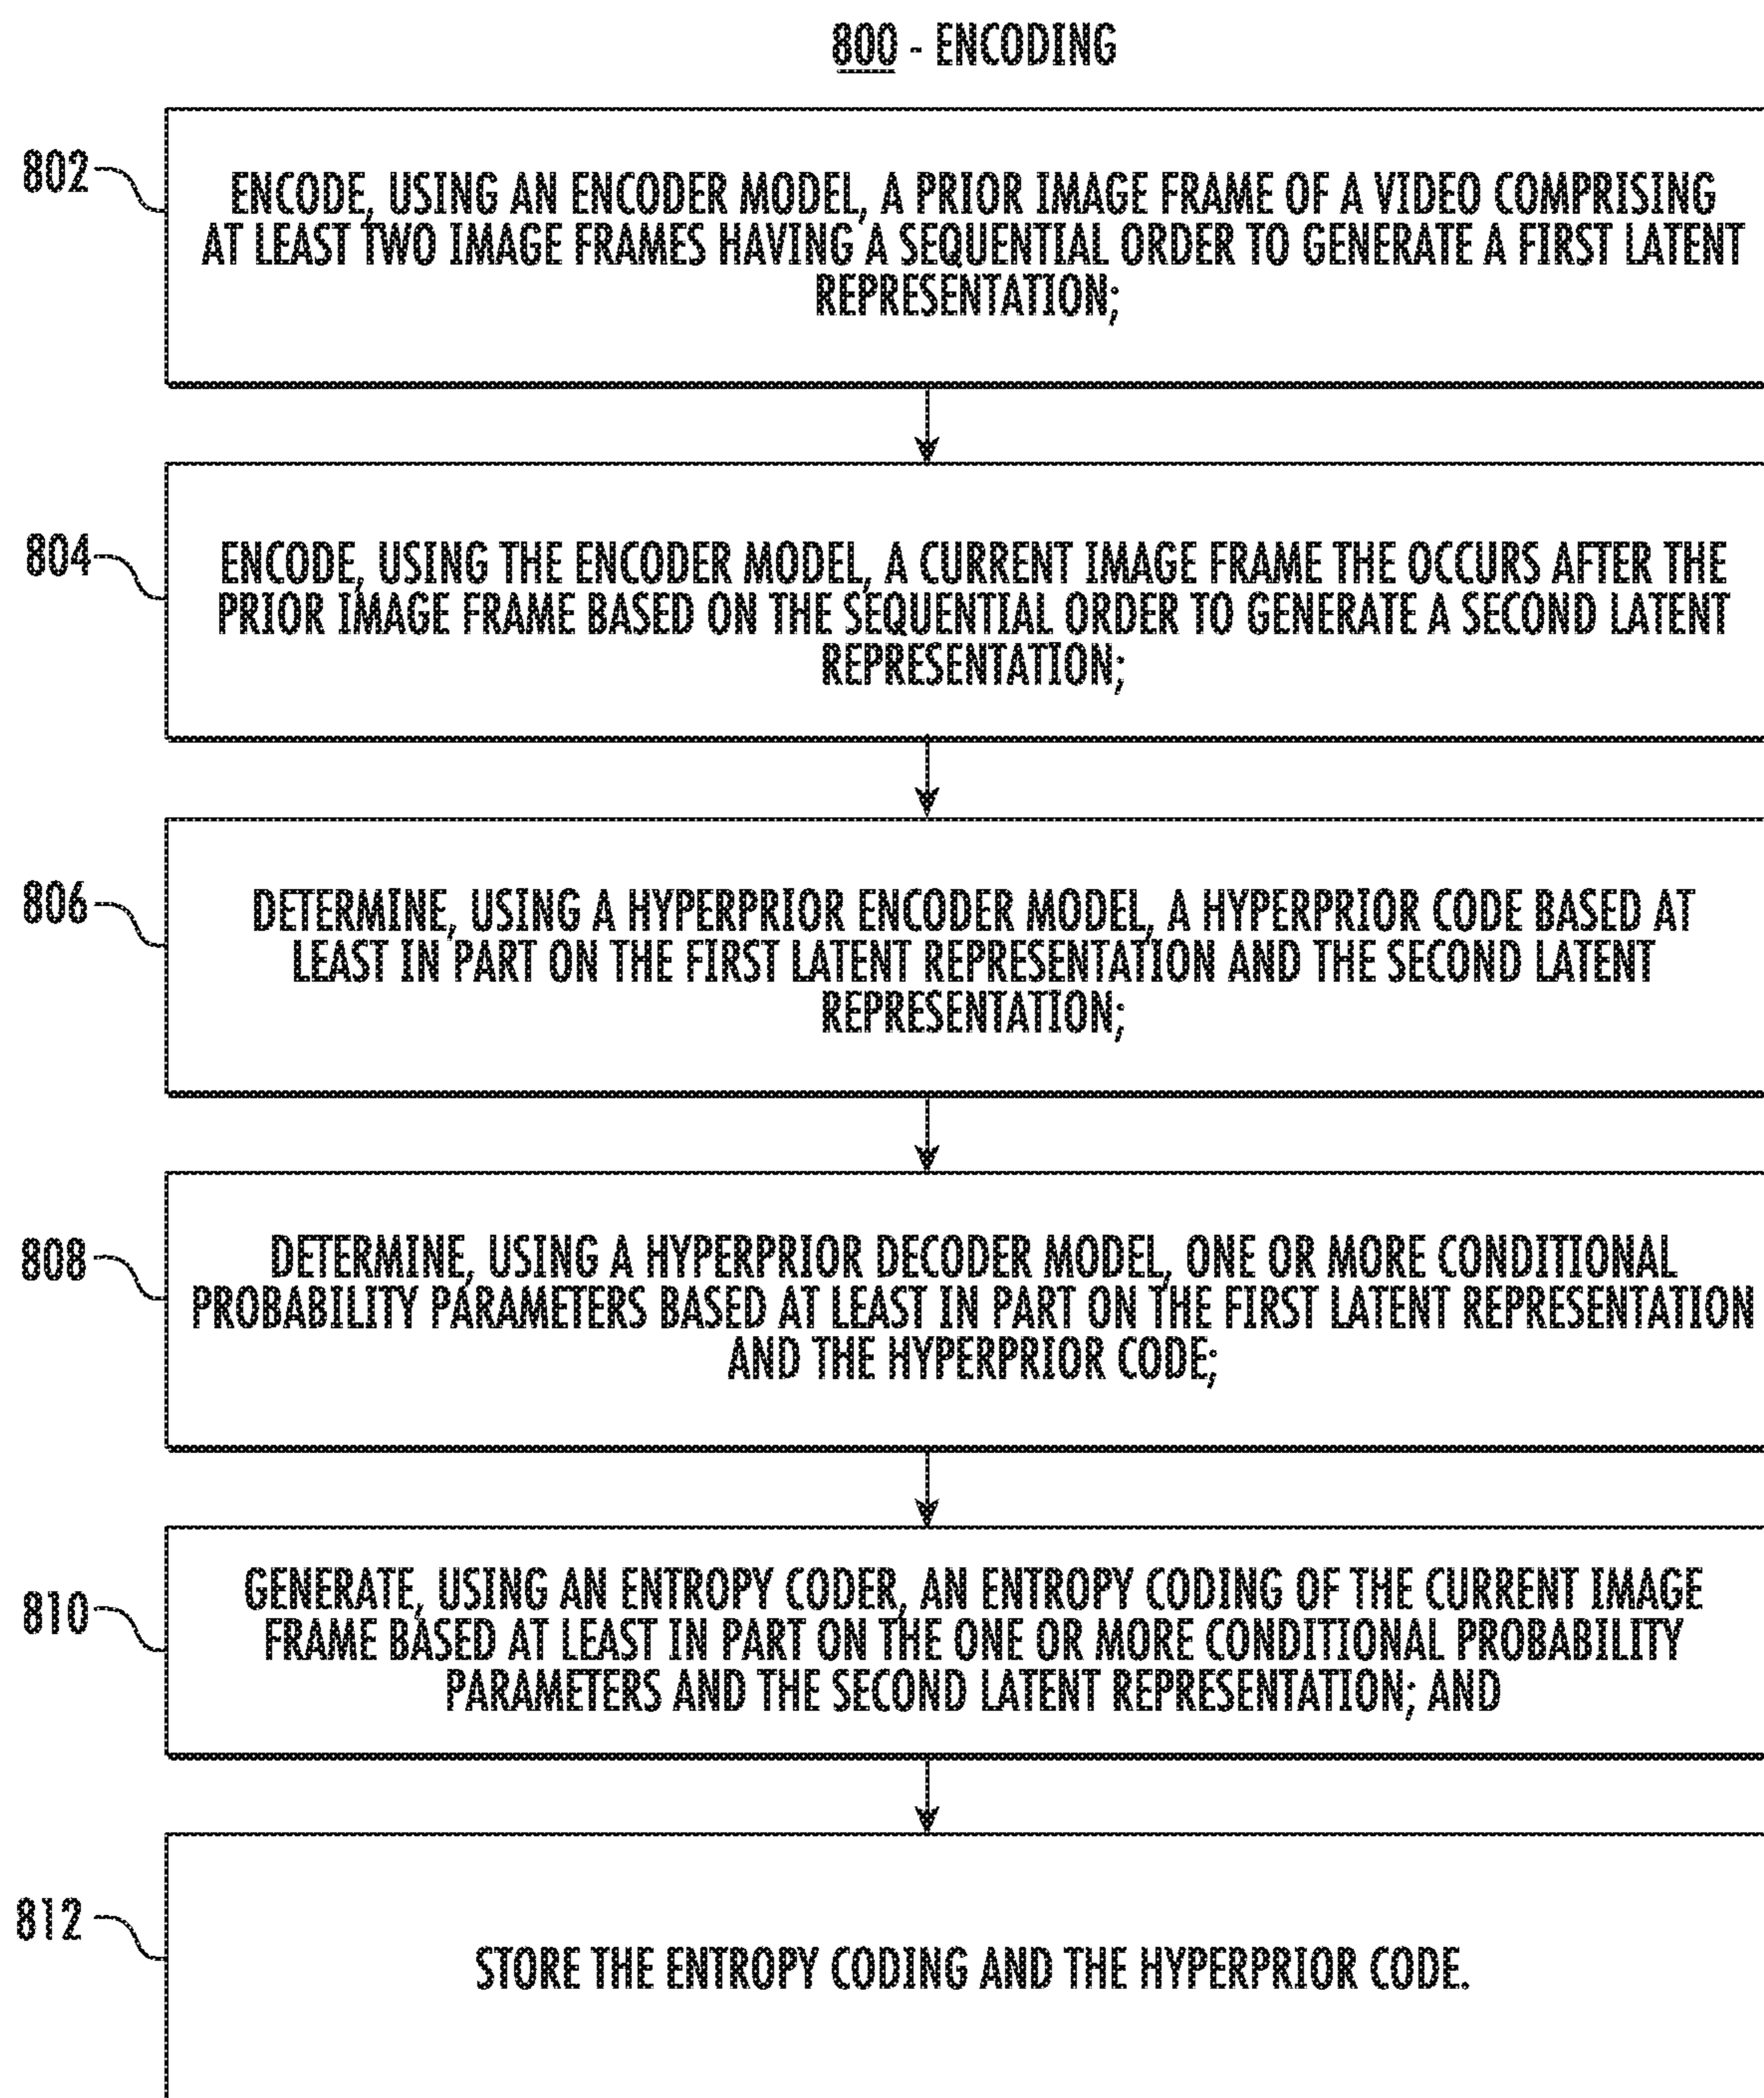 800 - ENCODING
802
ENCODE, USING AN ENCODER MODEL, A PRIOR IMAGE FRAME OF A VIDEO COMPRISING
AT LEAST TWO IMAGE FRAMES HAVING A SEQUENTIAL ORDER TO GENERATE A FIRST LATENT
REPRESENTATION;
804
ENCODE, USING THE ENCODER MODEL, A CURRENT IMAGE FRAME THE OCCURS AFTER THE
PRIOR IMAGE FRAME BASED ON THE SEQUENTIAL ORDER TO GENERATE A SECOND LATENT
REPRESENTATION;
806
DETERMINE, USING A HYPERPRIOR ENCODER MODEL, A HYPERPRIOR CODE BASED AT
LEAST IN PART ON THE FIRST LATENT REPRESENTATION AND THE SECOND LATENT
REPRESENTATION;
808
DETERMINE, USING A HYPERPRIOR DECODER MODEL, ONE OR MORE CONDITIONAL
PROBABILITY PARAMETERS BASED AT LEAST IN PART ON THE FIRST LATENT REPRESENTATION
AND THE HYPERPRIOR CODE;
810
GENERATE, USING AN ENTROPY CODER, AN ENTROPY CODING OF THE CURRENT IMAGE
FRAME BASED AT LEAST IN PART ON THE ONE OR MORE CONDITIONAL PROBABILITY
PARAMETERS AND THE SECOND LATENT REPRESENTATION; AND
812
STORE THE ENTROPY CODING AND THE HYPERPRIOR CODE.